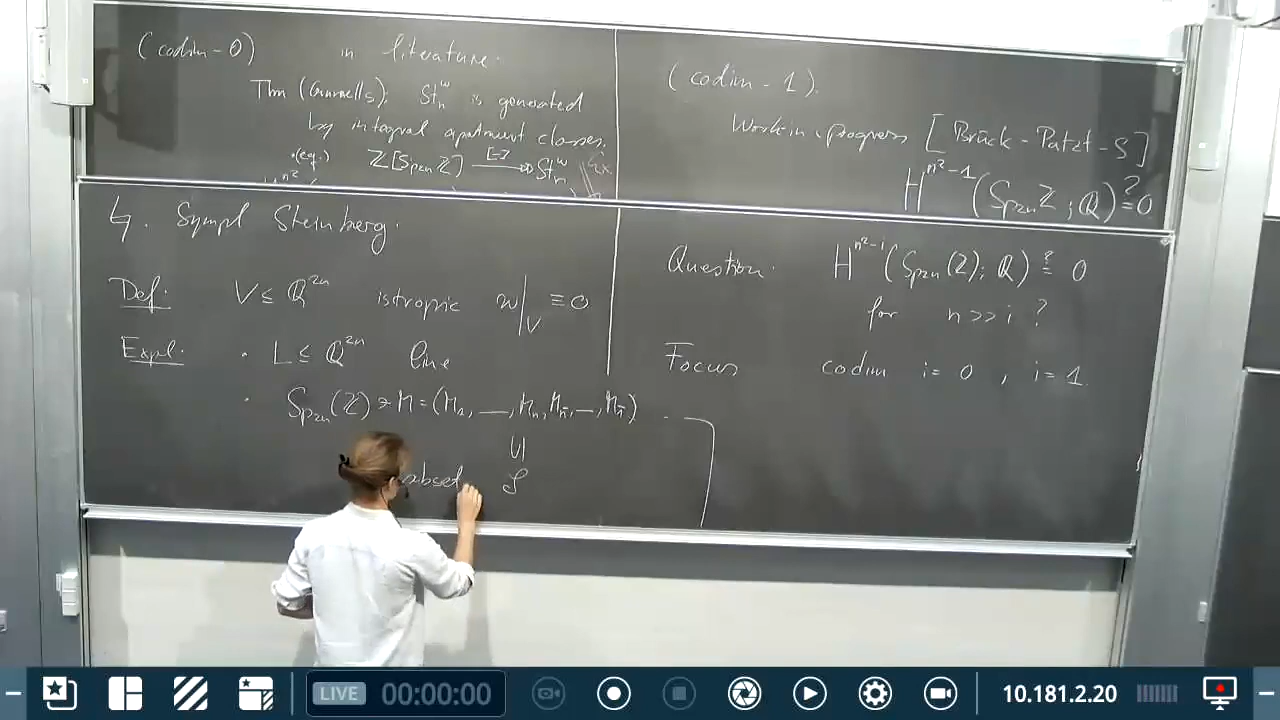 (codim-0) in literature.
Thm (Gunnells): St_n^ω is generated
by integral apartment classes.
(eq.) Z[Sp_2n Z] —[-]→→ St_n^ω
(codim-1).
Work in progress [Brück-Patzt-S]
H^{n²-1}(Sp_2n Z; Q) ?= 0
4. Sympl Steinberg.
Def: V ≤ Q^{2n} istropic ω|_V ≡ 0
Expl: · L ≤ Q^{2n} line
· Sp_2n(Z) ∋ M = (M_1, —, M_n, M_n̄, —, M_1̄)
U|
subset S
Question. H^{n²-i}(Sp_2n(Z); Q) ?= 0
for n >> i ?
Focus codim i = 0, i = 1.
LIVE 00:00:00 10.181.2.20